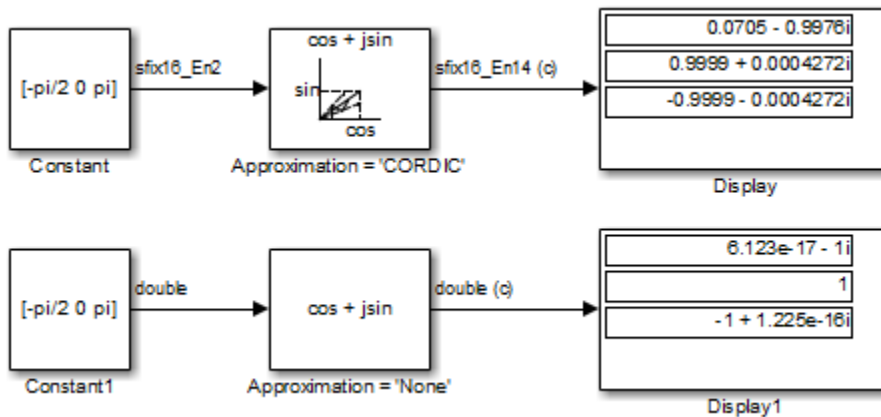 [-pi/2 0 pi]
Constant
sfix16_En2
cos + jsin
sin
cos
Approximation = 'CORDIC'
sfix16_En14 (c)
0.0705 - 0.9976i
0.9999 + 0.0004272i
-0.9999 - 0.0004272i
Display
[-pi/2 0 pi]
Constant1
double
cos + jsin
Approximation = 'None'
double (c)
6.123e-17 - 1i
1
-1 + 1.225e-16i
Display1